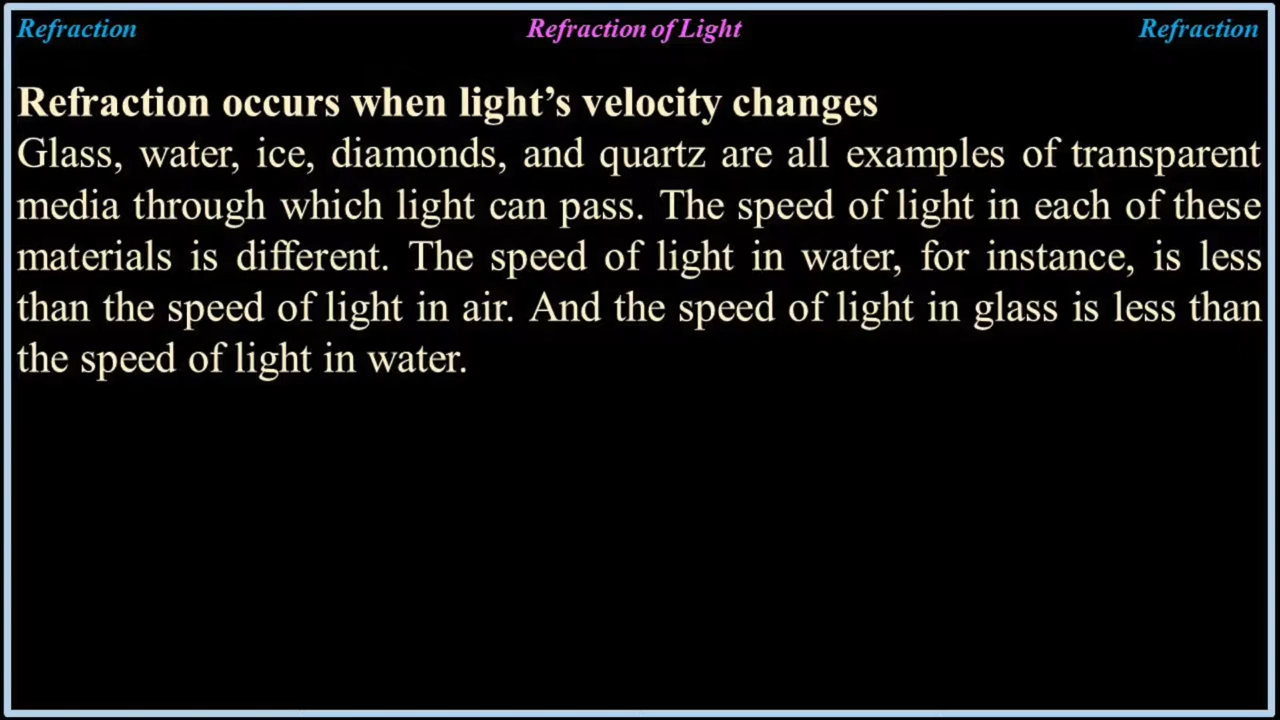 Refraction Refraction of Light Refraction
Refraction occurs when light’s velocity changes
Glass, water, ice, diamonds, and quartz are all examples of transparent
media through which light can pass. The speed of light in each of these
materials is different. The speed of light in water, for instance, is less
than the speed of light in air. And the speed of light in glass is less than
the speed of light in water.